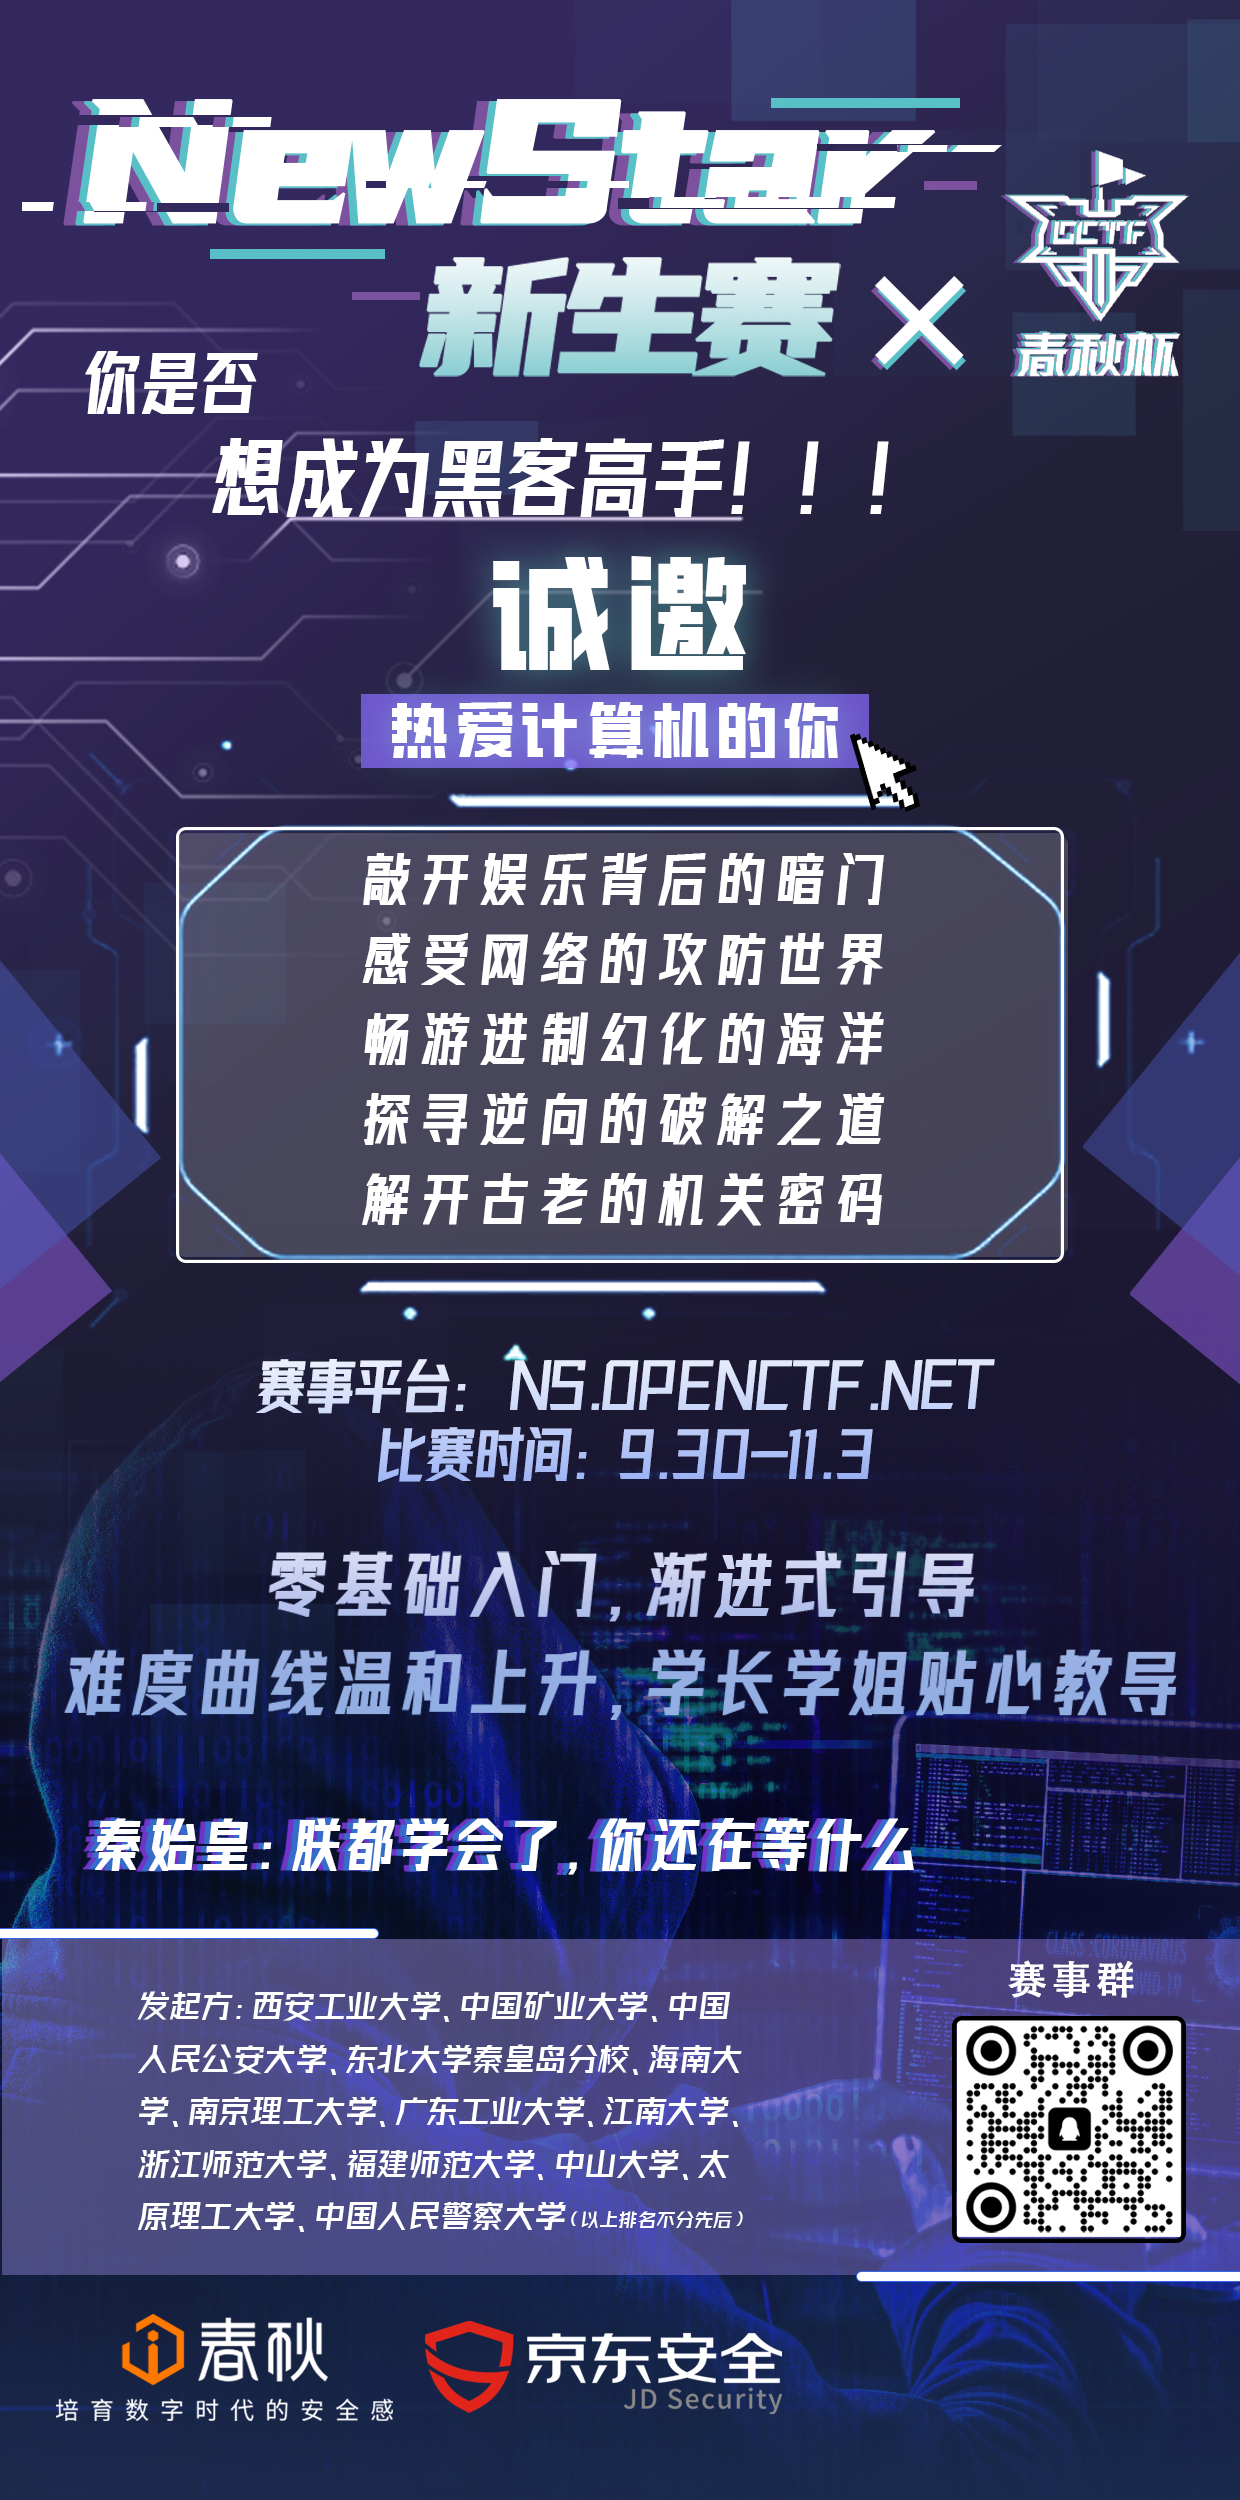 NewStar
新生赛
GCTF
春秋杯
你是否
想成为黑客高手！！！
诚邀
热爱计算机的你
敲开娱乐背后的暗门
感受网络的攻防世界
畅游进制幻化的海洋
探寻逆向的破解之道
解开古老的机关密码
赛事平台：NS.OPENCTF.NET
比赛时间：9.30-11.3
零基础入门，渐进式引导
难度曲线温和上升，学长学姐贴心教导
秦始皇：朕都学会了，你还在等什么
CLASS :CORONAVIRUS
赛事群
发起方：西安工业大学、中国矿业大学、中国
人民公安大学、东北大学秦皇岛分校、海南大
学、南京理工大学、广东工业大学、江南大学、
浙江师范大学、福建师范大学、中山大学、太
原理工大学、中国人民警察大学（以上排名不分先后）
春秋
培育数字时代的安全感
京东安全
JD Security